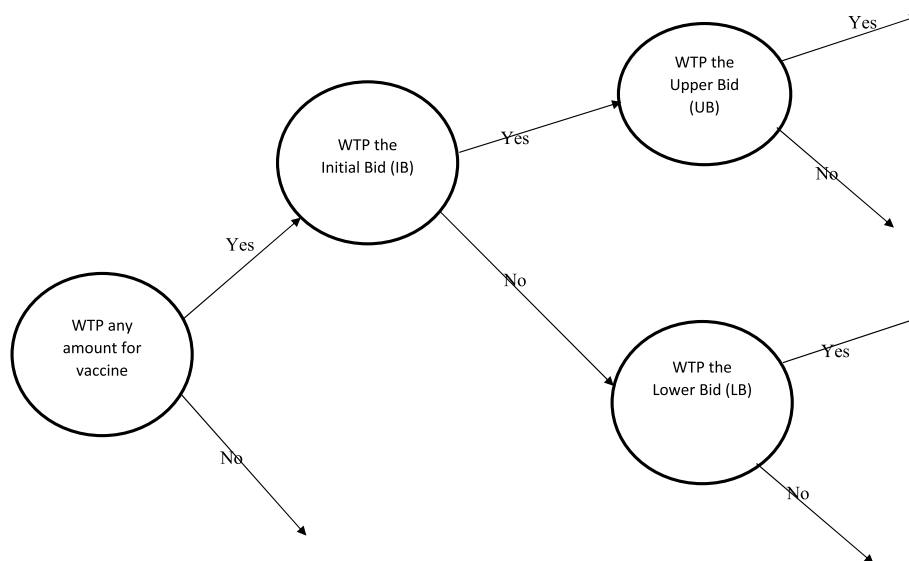 Yes
WTP the
Upper Bid
(UB)
WTP the
Initial Bid (IB)
Yes
No
Yes
WTP any
amount for
vaccine
No
WTP the
Lower Bid (LB)
Yes
No
No